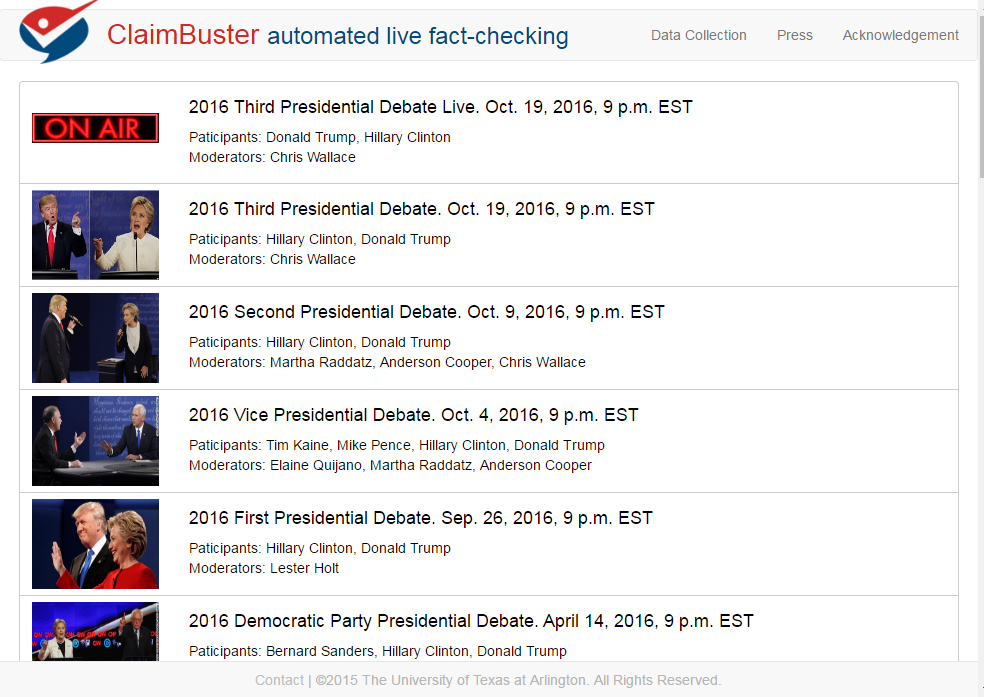 ClaimBuster automated live fact-checking
Data Collection Press Acknowledgement
ON AIR
2016 Third Presidential Debate Live. Oct. 19, 2016, 9 p.m. EST
Paticipants: Donald Trump, Hillary Clinton
Moderators: Chris Wallace
2016 Third Presidential Debate. Oct. 19, 2016, 9 p.m. EST
Paticipants: Hillary Clinton, Donald Trump
Moderators: Chris Wallace
2016 Second Presidential Debate. Oct. 9, 2016, 9 p.m. EST
Paticipants: Hillary Clinton, Donald Trump
Moderators: Martha Raddatz, Anderson Cooper, Chris Wallace
2016 Vice Presidential Debate. Oct. 4, 2016, 9 p.m. EST
Paticipants: Tim Kaine, Mike Pence, Hillary Clinton, Donald Trump
Moderators: Elaine Quijano, Martha Raddatz, Anderson Cooper
2016 First Presidential Debate. Sep. 26, 2016, 9 p.m. EST
Paticipants: Hillary Clinton, Donald Trump
Moderators: Lester Holt
2016 Democratic Party Presidential Debate. April 14, 2016, 9 p.m. EST
Paticipants: Bernard Sanders, Hillary Clinton, Donald Trump
Contact | ©2015 The University of Texas at Arlington. All Rights Reserved.